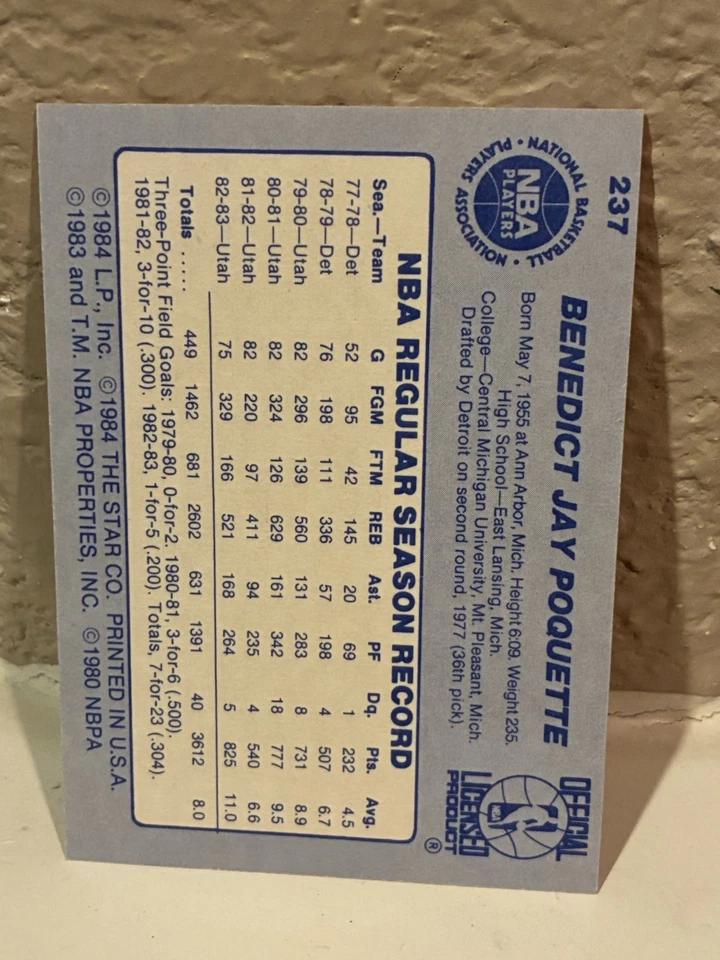 237
NATIONAL BASKETBALL PLAYERS ASSOCIATION
NBA
PLAYERS
BENEDICT JAY POQUETTE
Born May 7, 1955 at Ann Arbor, Mich. Height 6:09. Weight 235.
High School—East Lansing, Mich.
College—Central Michigan University, Mt. Pleasant, Mich.
Drafted by Detroit on second round, 1977 (36th pick).
OFFICIAL
NBA
LICENSED
PRODUCT
®
NBA REGULAR SEASON RECORD
Sea.—Team G FGM FTM REB Ast. PF Dq. Pts. Avg.
77-78—Det 52 95 42 145 20 69 1 232 4.5
78-79—Det 76 198 111 336 57 198 4 507 6.7
79-80—Utah 82 296 139 560 131 283 8 731 8.9
80-81—Utah 82 324 126 629 161 342 18 777 9.5
81-82—Utah 82 220 97 411 94 235 4 540 6.6
82-83—Utah 75 329 166 521 168 264 5 825 11.0
Totals ..... 449 1462 681 2602 631 1391 40 3612 8.0
Three-Point Field Goals: 1979-80, 0-for-2. 1980-81, 3-for-6 (.500).
1981-82, 3-for-10 (.300). 1982-83, 1-for-5 (.200). Totals, 7-for-23 (.304).
©1984 L.P., Inc. ©1984 THE STAR CO. PRINTED IN U.S.A.
©1983 and T.M. NBA PROPERTIES, INC. ©1980 NBPA